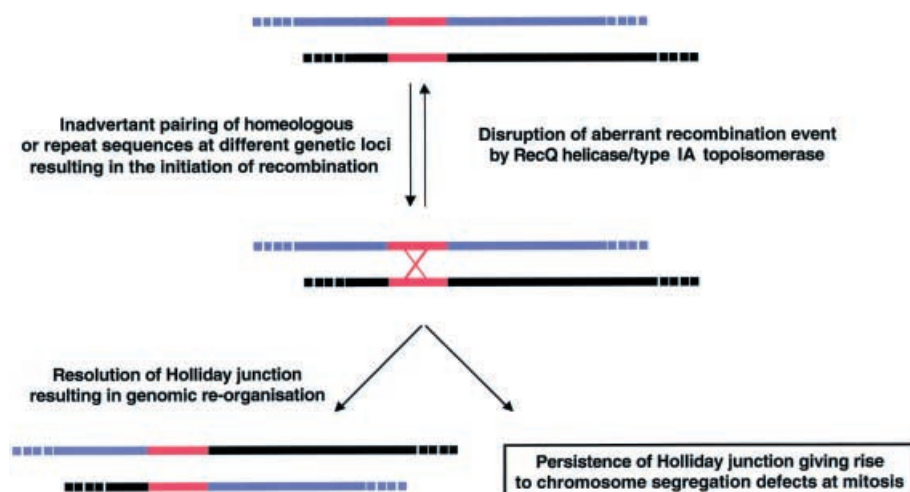 Inadvertant pairing of homeologous
or repeat sequences at different genetic loci
resulting in the initiation of recombination
Disruption of aberrant recombination event
by RecQ helicase/type IA topoisomerase
Resolution of Holliday junction
resulting in genomic re-organisation
Persistence of Holliday junction giving rise
to chromosome segregation defects at mitosis